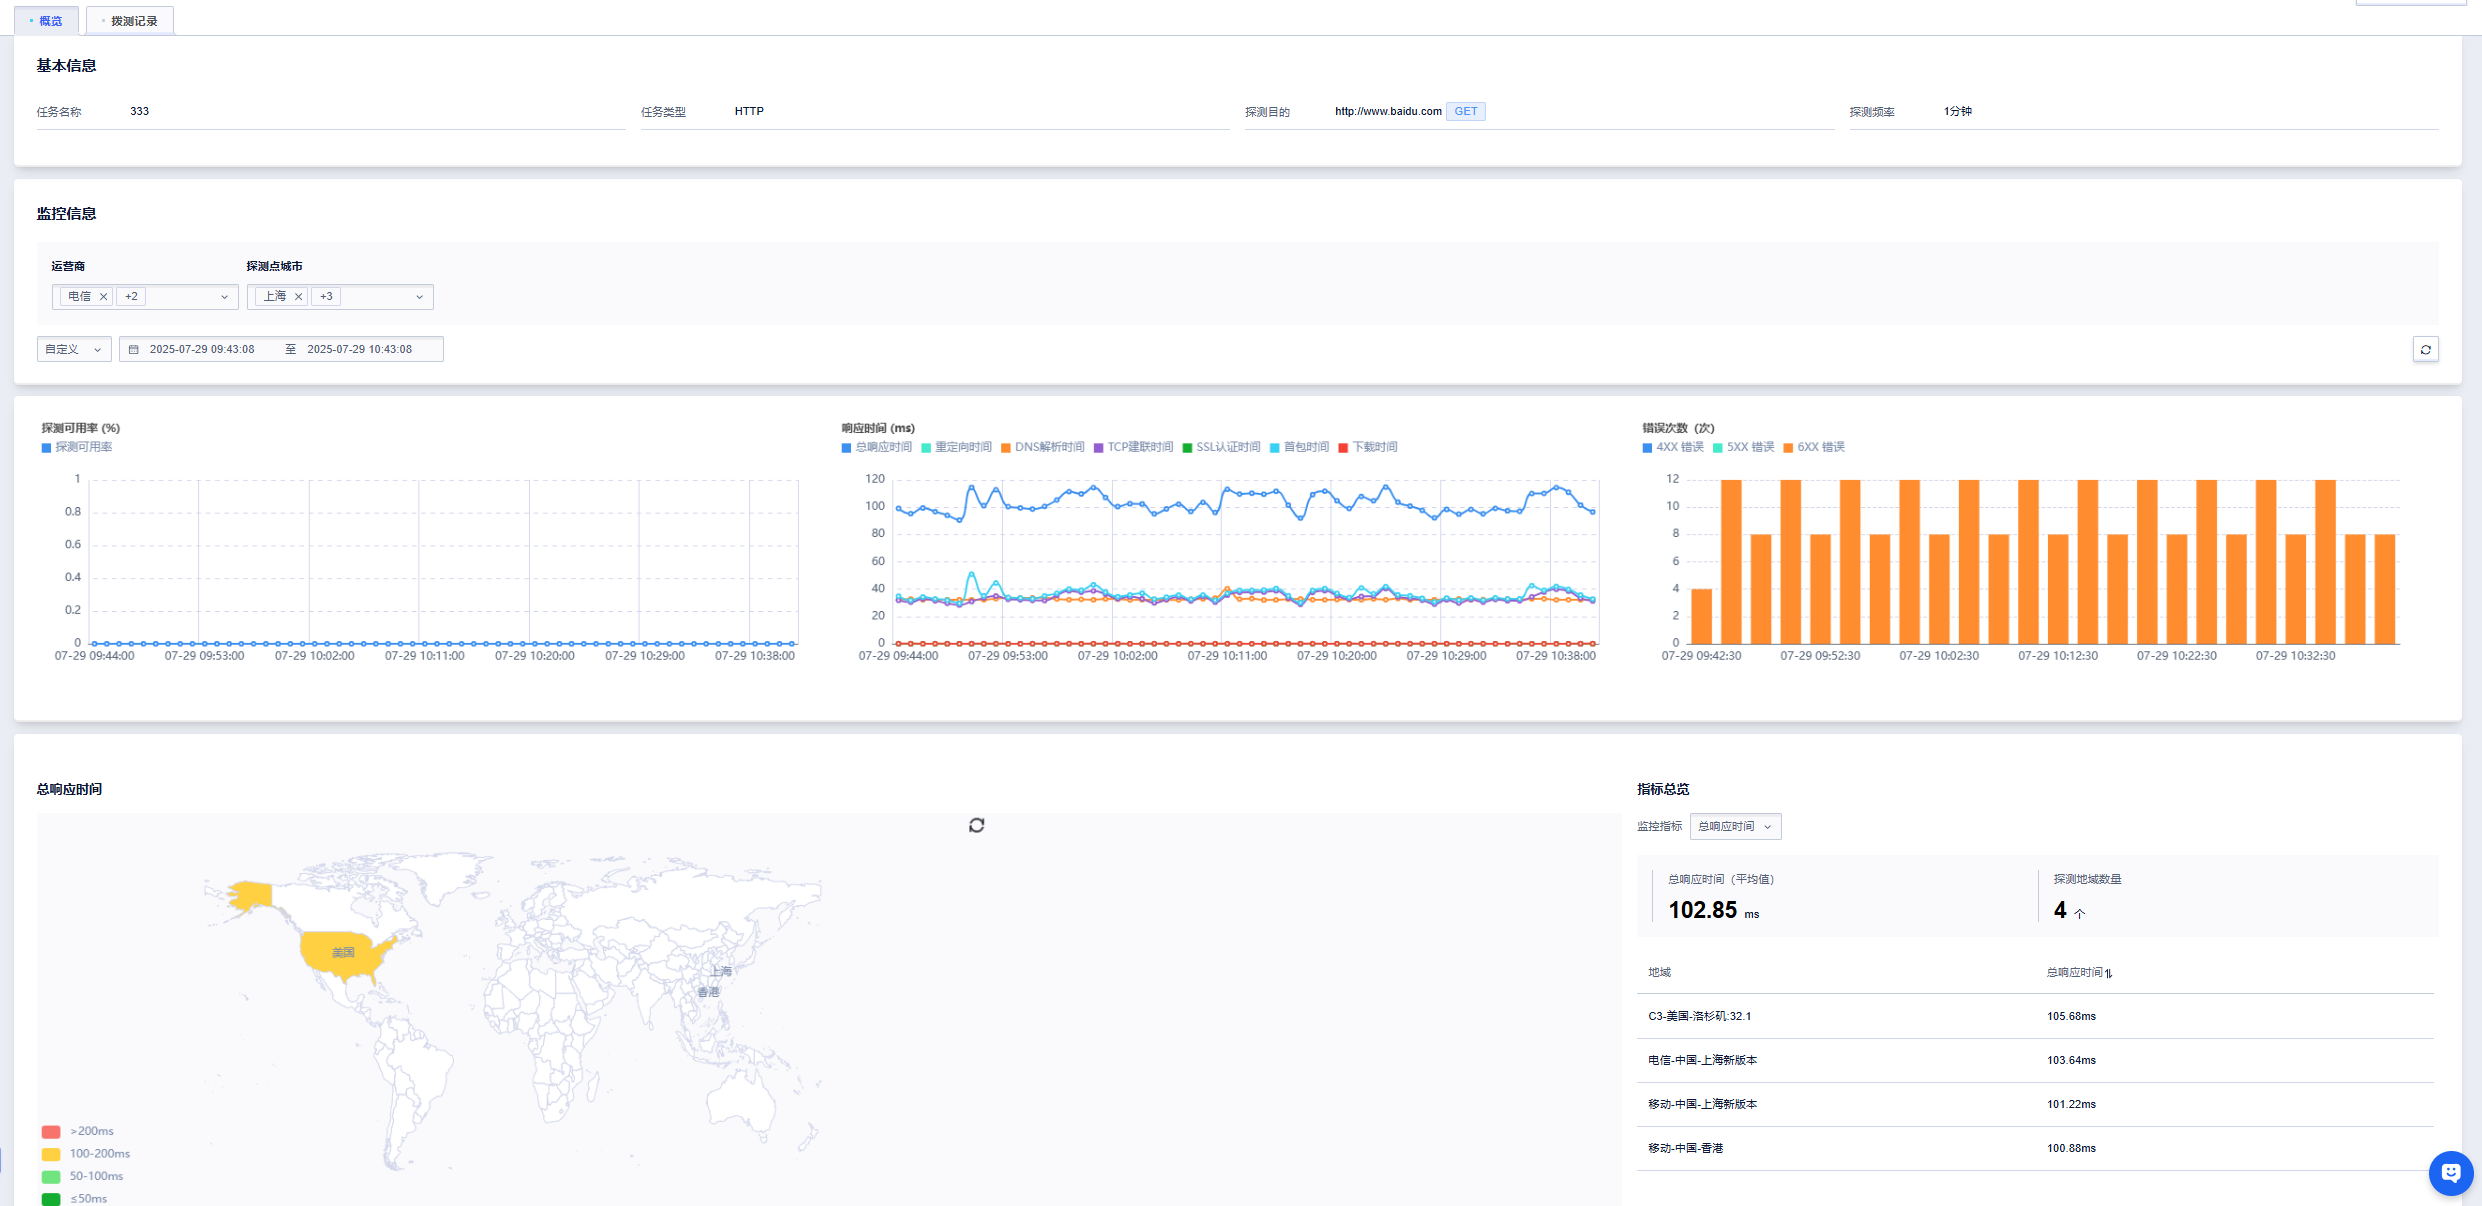 概览
拨测记录
基本信息
任务名称 333
任务类型 HTTP
探测目的 http://www.baidu.com GET
探测频率 1分钟
监控信息
运营商
探测点城市
电信 +2
上海 +3
自定义 2025-07-29 09:43:08 至 2025-07-29 10:43:08
探测可用率 (%)
探测可用率
1
0.8
0.6
0.4
0.2
0
07-29 09:44:00 07-29 09:53:00 07-29 10:02:00 07-29 10:11:00 07-29 10:20:00 07-29 10:29:00 07-29 10:38:00
响应时间 (ms)
总响应时间 重定向时间 DNS解析时间 TCP建联时间 SSL认证时间 首包时间 下载时间
120
100
80
60
40
20
0
07-29 09:44:00 07-29 09:53:00 07-29 10:02:00 07-29 10:11:00 07-29 10:20:00 07-29 10:29:00 07-29 10:38:00
错误次数 (次)
4XX 错误 5XX 错误 6XX 错误
12
10
8
6
4
2
0
07-29 09:42:30 07-29 09:52:30 07-29 10:02:30 07-29 10:12:30 07-29 10:22:30 07-29 10:32:30
总响应时间
美国
上海
香港
>200ms
100-200ms
50-100ms
≤50ms
指标总览
监控指标 总响应时间
总响应时间（平均值）
102.85 ms
探测地域数量
4 个
地域 总响应时间
C3-美国-洛杉矶:32.1 105.68ms
电信-中国-上海新版本 103.64ms
移动-中国-上海新版本 101.22ms
移动-中国-香港 100.88ms